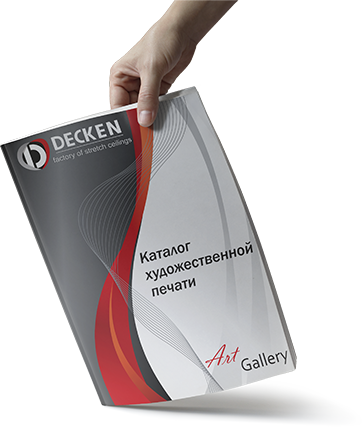 DECKEN
factory of stretch ceilings
Каталог
художественной
печати
Art Gallery